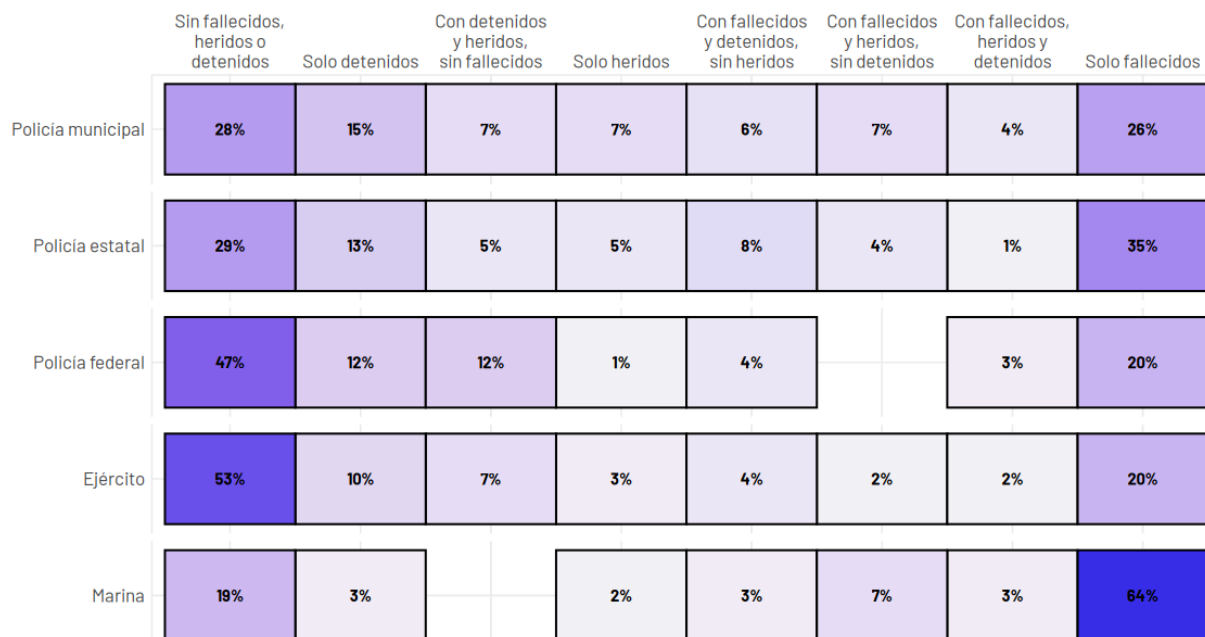 Sin fallecidos, heridos o detenidos
Solo detenidos
Con detenidos y heridos, sin fallecidos
Solo heridos
Con fallecidos y detenidos, sin heridos
Con fallecidos y heridos, sin detenidos
Con fallecidos, heridos y detenidos
Solo fallecidos
Policía municipal 28% 15% 7% 7% 6% 7% 4% 26%
Policía estatal 29% 13% 5% 5% 8% 4% 1% 35%
Policía federal 47% 12% 12% 1% 4% 3% 20%
Ejército 53% 10% 7% 3% 4% 2% 2% 20%
Marina 19% 3% 2% 3% 7% 3% 64%